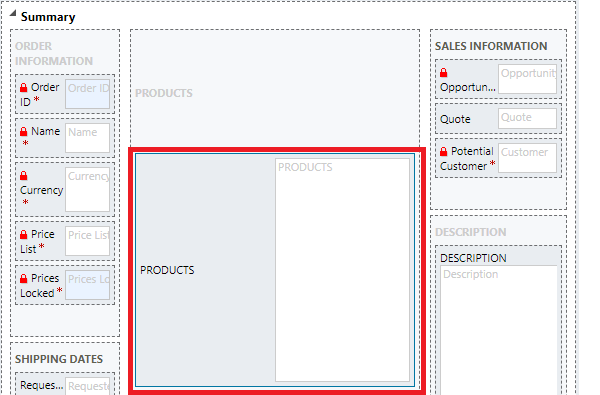 Summary
ORDER
INFORMATION
Order
ID *
Order ID
Name
*
Name
Currency
*
Currency
Price
List *
Price List
Prices
Locked *
Prices Lo
SHIPPING DATES
Reques...
Requeste
PRODUCTS
PRODUCTS
PRODUCTS
SALES INFORMATION
Opportun...
Opportunity
Quote
Quote
Potential
Customer *
Customer
DESCRIPTION
DESCRIPTION
Description